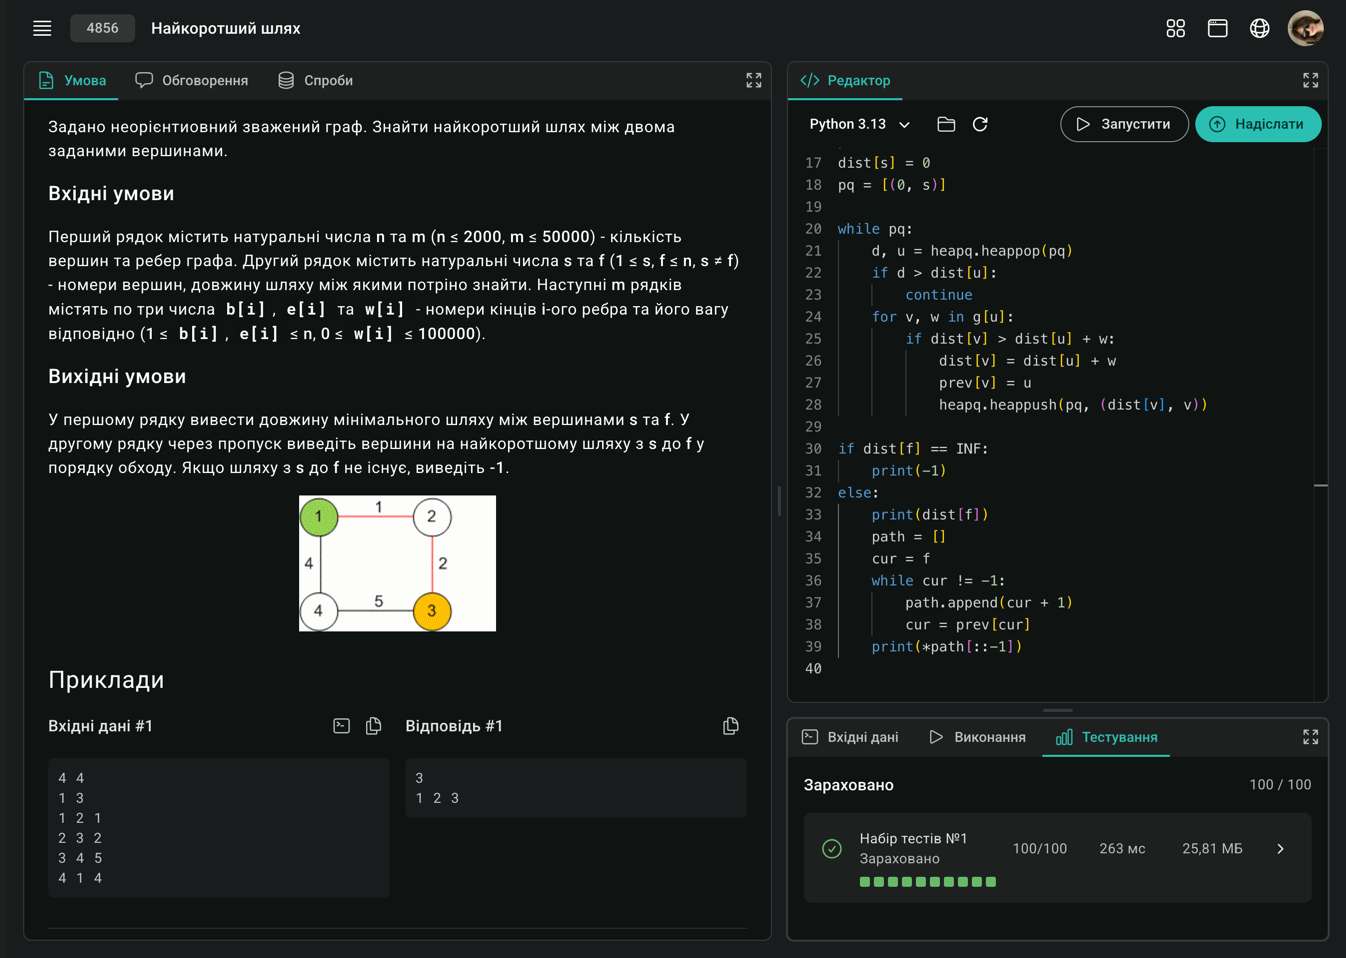 4856 Найкоротший шлях
Умова Обговорення Спроби
Задано неорієнтиовний зважений граф. Знайти найкоротший шлях між двома
заданими вершинами.
Вхідні умови
Перший рядок містить натуральні числа n та m (n ≤ 2000, m ≤ 50000) - кількість
вершин та ребер графа. Другий рядок містить натуральні числа s та f (1 ≤ s, f ≤ n, s ≠ f)
- номери вершин, довжину шляху між якими потріно знайти. Наступні m рядків
містять по три числа b[i] , e[i] та w[i] - номери кінців i-ого ребра та його вагу
відповідно (1 ≤ b[i] , e[i] ≤ n, 0 ≤ w[i] ≤ 100000).
Вихідні умови
У першому рядку вивести довжину мінімального шляху між вершинами s та f. У
другому рядку через пропуск виведіть вершини на найкоротшому шляху з s до f у
порядку обходу. Якщо шляху з s до f не існує, виведіть -1.
1 1 2
4 2
4 5 3
Приклади
Вхідні дані #1
4 4
1 3
1 2 1
2 3 2
3 4 5
4 1 4
Відповідь #1
3
1 2 3
Редактор
Python 3.13 Запустити Надіслати
17 dist[s] = 0
18 pq = [(0, s)]
19
20 while pq:
21 d, u = heapq.heappop(pq)
22 if d > dist[u]:
23 continue
24 for v, w in g[u]:
25 if dist[v] > dist[u] + w:
26 dist[v] = dist[u] + w
27 prev[v] = u
28 heapq.heappush(pq, (dist[v], v))
29
30 if dist[f] == INF:
31 print(-1)
32 else:
33 print(dist[f])
34 path = []
35 cur = f
36 while cur != -1:
37 path.append(cur + 1)
38 cur = prev[cur]
39 print(*path[::-1])
40
Вхідні дані Виконання Тестування
Зараховано 100 / 100
Набір тестів №1
Зараховано
100/100 263 мс 25,81 МБ